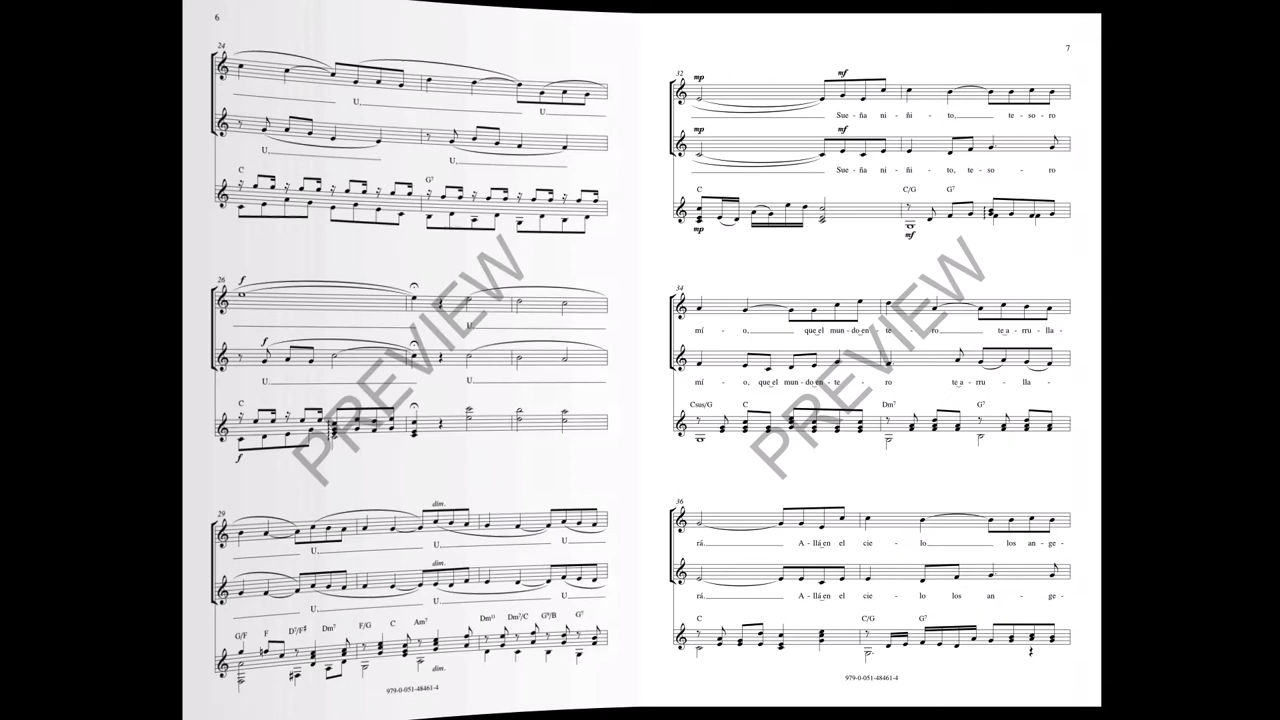 6
24
U,
U.
U,
U,
C G⁷
26
f
U.
f
U. U.
C
f
29
dim.
U. U. U.
dim.
U. U. U.
G/F F D⁷/F♯ Dm⁷ F/G C Am⁷ Dm¹¹ Dm⁷/C G⁹/B G⁷
dim.
979-0-051-48461-4
PREVIEW
7
32
mp mf
Sue - ña ni - ñi - to, te - so - ro
mp mf
Sue - ña ni - ñi - to, te - so - ro
C C/G G⁷
mp mf
34
mí - o, que el mun - do en - te - ro te a - rru - lla -
mí - o, que el mun - do en - te - ro te a - rru - lla -
Csus/G C Dm⁷ G⁷
36
rá. A - llá en el cie - lo los an - ge -
rá. A - llá en el cie - lo los an - ge -
C C/G G⁷
979-0-051-48461-4
PREVIEW